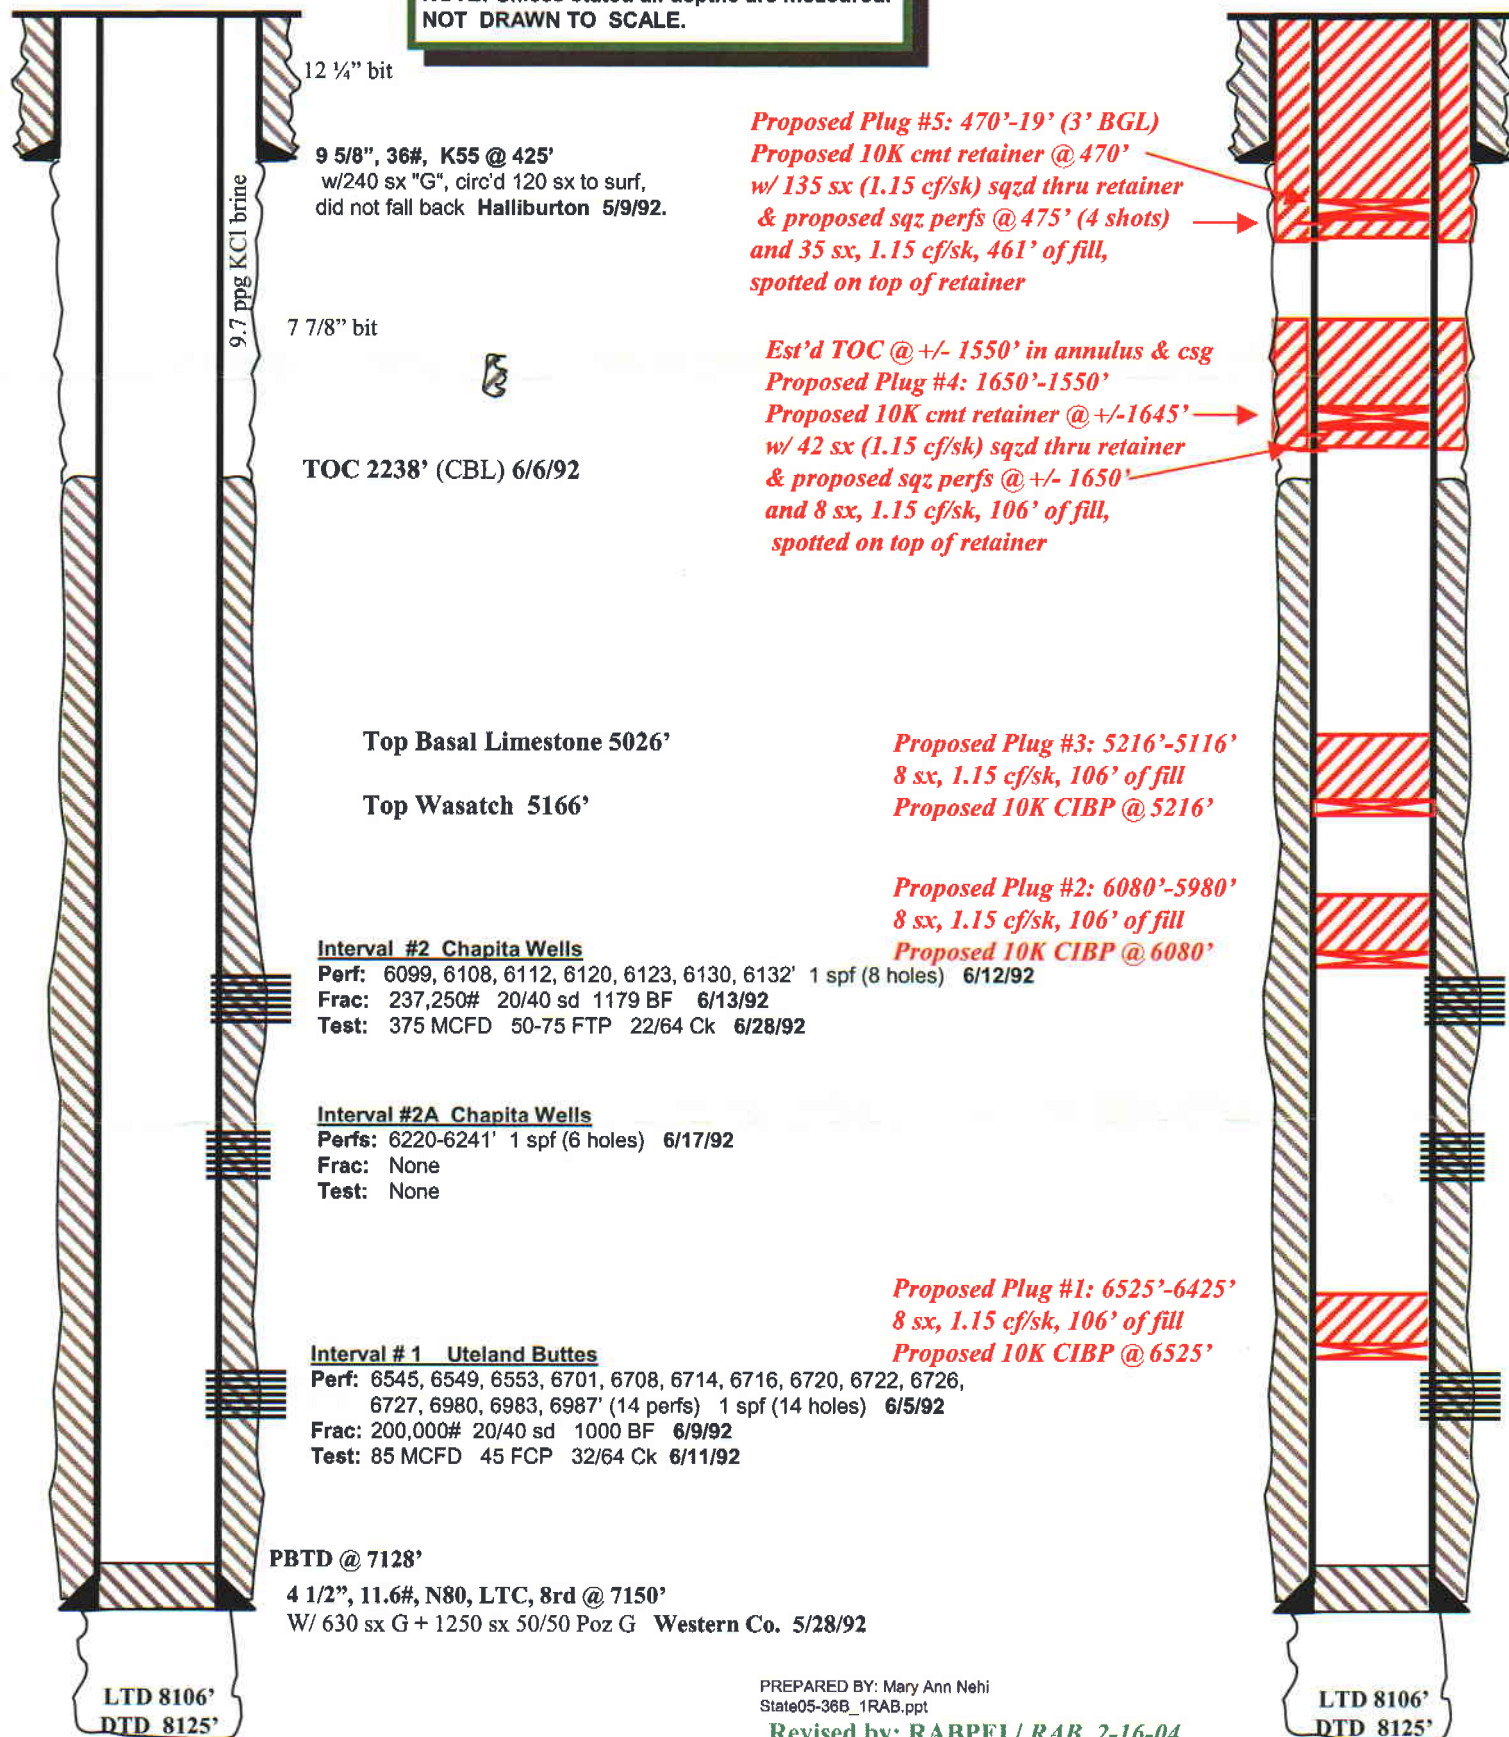 NOTE: Unless stated all depths are measured.
NOT DRAWN TO SCALE.
12 ¼” bit
9 5/8”, 36#, K55 @ 425’
w/240 sx "G", circ'd 120 sx to surf,
did not fall back Halliburton 5/9/92.
9.7 ppg KCl brine
7 7/8” bit
TOC 2238’ (CBL) 6/6/92
Proposed Plug #5: 470’-19’ (3’ BGL)
Proposed 10K cmt retainer @ 470’
w/ 135 sx (1.15 cf/sk) sqzd thru retainer
& proposed sqz perfs @ 475’ (4 shots)
and 35 sx, 1.15 cf/sk, 461’ of fill,
spotted on top of retainer
Est’d TOC @ +/- 1550’ in annulus & csg
Proposed Plug #4: 1650’-1550’
Proposed 10K cmt retainer @ +/-1645’
w/ 42 sx (1.15 cf/sk) sqzd thru retainer
& proposed sqz perfs @ +/- 1650’
and 8 sx, 1.15 cf/sk, 106’ of fill,
spotted on top of retainer
Top Basal Limestone 5026’
Top Wasatch 5166’
Proposed Plug #3: 5216’-5116’
8 sx, 1.15 cf/sk, 106’ of fill
Proposed 10K CIBP @ 5216’
Proposed Plug #2: 6080’-5980’
8 sx, 1.15 cf/sk, 106’ of fill
Proposed 10K CIBP @ 6080’
Interval #2 Chapita Wells
Perf: 6099, 6108, 6112, 6120, 6123, 6130, 6132' 1 spf (8 holes) 6/12/92
Frac: 237,250# 20/40 sd 1179 BF 6/13/92
Test: 375 MCFD 50-75 FTP 22/64 Ck 6/28/92
Interval #2A Chapita Wells
Perfs: 6220-6241' 1 spf (6 holes) 6/17/92
Frac: None
Test: None
Proposed Plug #1: 6525’-6425’
8 sx, 1.15 cf/sk, 106’ of fill
Proposed 10K CIBP @ 6525’
Interval # 1 Uteland Buttes
Perf: 6545, 6549, 6553, 6701, 6708, 6714, 6716, 6720, 6722, 6726,
6727, 6980, 6983, 6987' (14 perfs) 1 spf (14 holes) 6/5/92
Frac: 200,000# 20/40 sd 1000 BF 6/9/92
Test: 85 MCFD 45 FCP 32/64 Ck 6/11/92
PBTD @ 7128’
4 1/2”, 11.6#, N80, LTC, 8rd @ 7150’
W/ 630 sx G + 1250 sx 50/50 Poz G Western Co. 5/28/92
LTD 8106’
DTD 8125’
PREPARED BY: Mary Ann Nehi
State05-36B_1RAB.ppt
Revised by: RABPEI / RAB 2-16-04
LTD 8106’
DTD 8125’